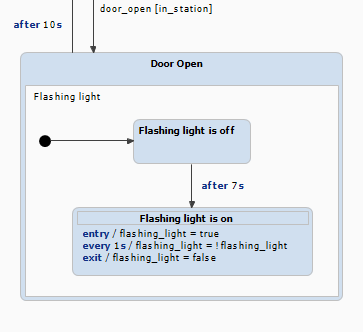 door_open [in_station]
after 10s
Door Open
Flashing light
Flashing light is off
after 7s
Flashing light is on
entry / flashing_light = true
every 1s / flashing_light = !flashing_light
exit / flashing_light = false